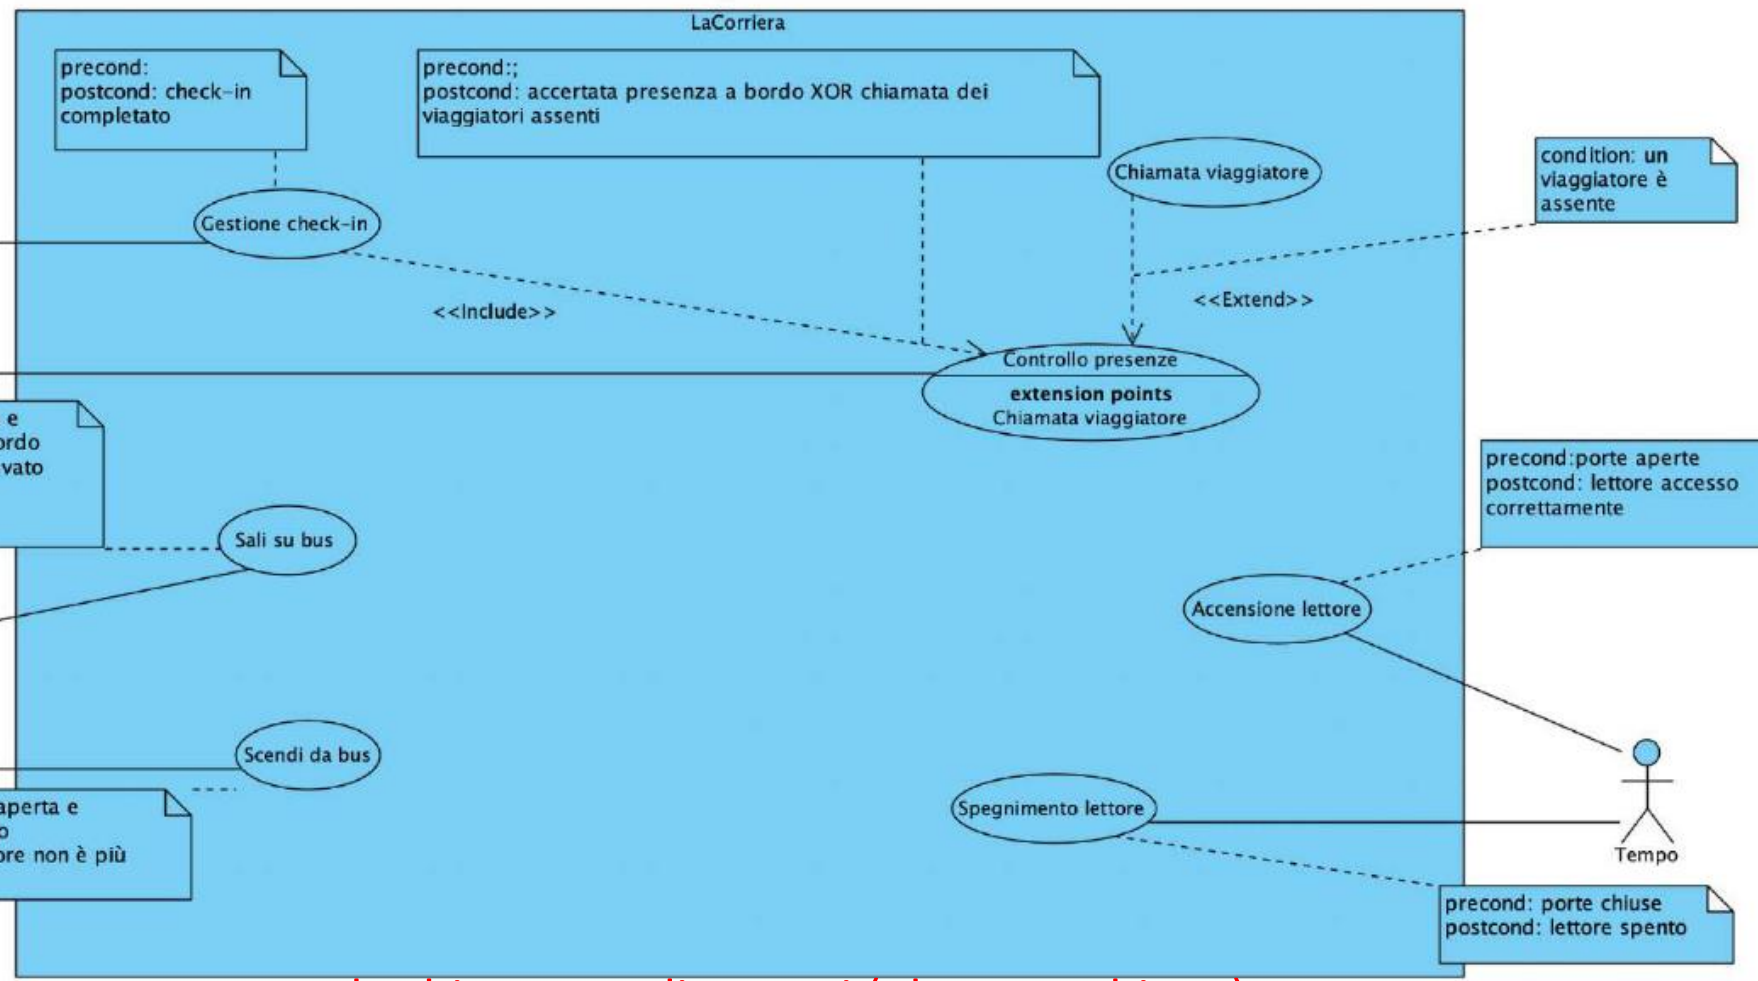 LaCorriera
precond:
postcond: check-in
completato
precond:;
postcond: accertata presenza a bordo XOR chiamata dei
viaggiatori assenti
Chiamata viaggiatore
condition: un
viaggiatore è
assente
Gestione check-in
<<Include>>
<<Extend>>
Controllo presenze
extension points
Chiamata viaggiatore
e
ordo
vato
Sali su bus
precond:porte aperte
postcond: lettore accesso
correttamente
Accensione lettore
Scendi da bus
aperta e
o
ore non è più
Spegnimento lettore
Tempo
precond: porte chiuse
postcond: lettore spento